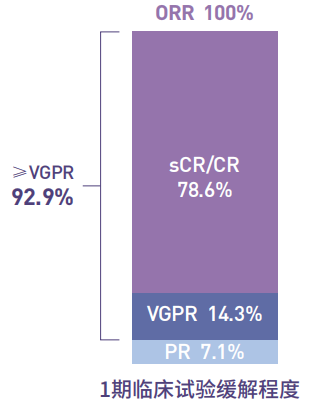 ORR 100%
sCR/CR
78.6%
≥VGPR
92.9%
VGPR 14.3%
PR 7.1%
1期临床试验缓解程度